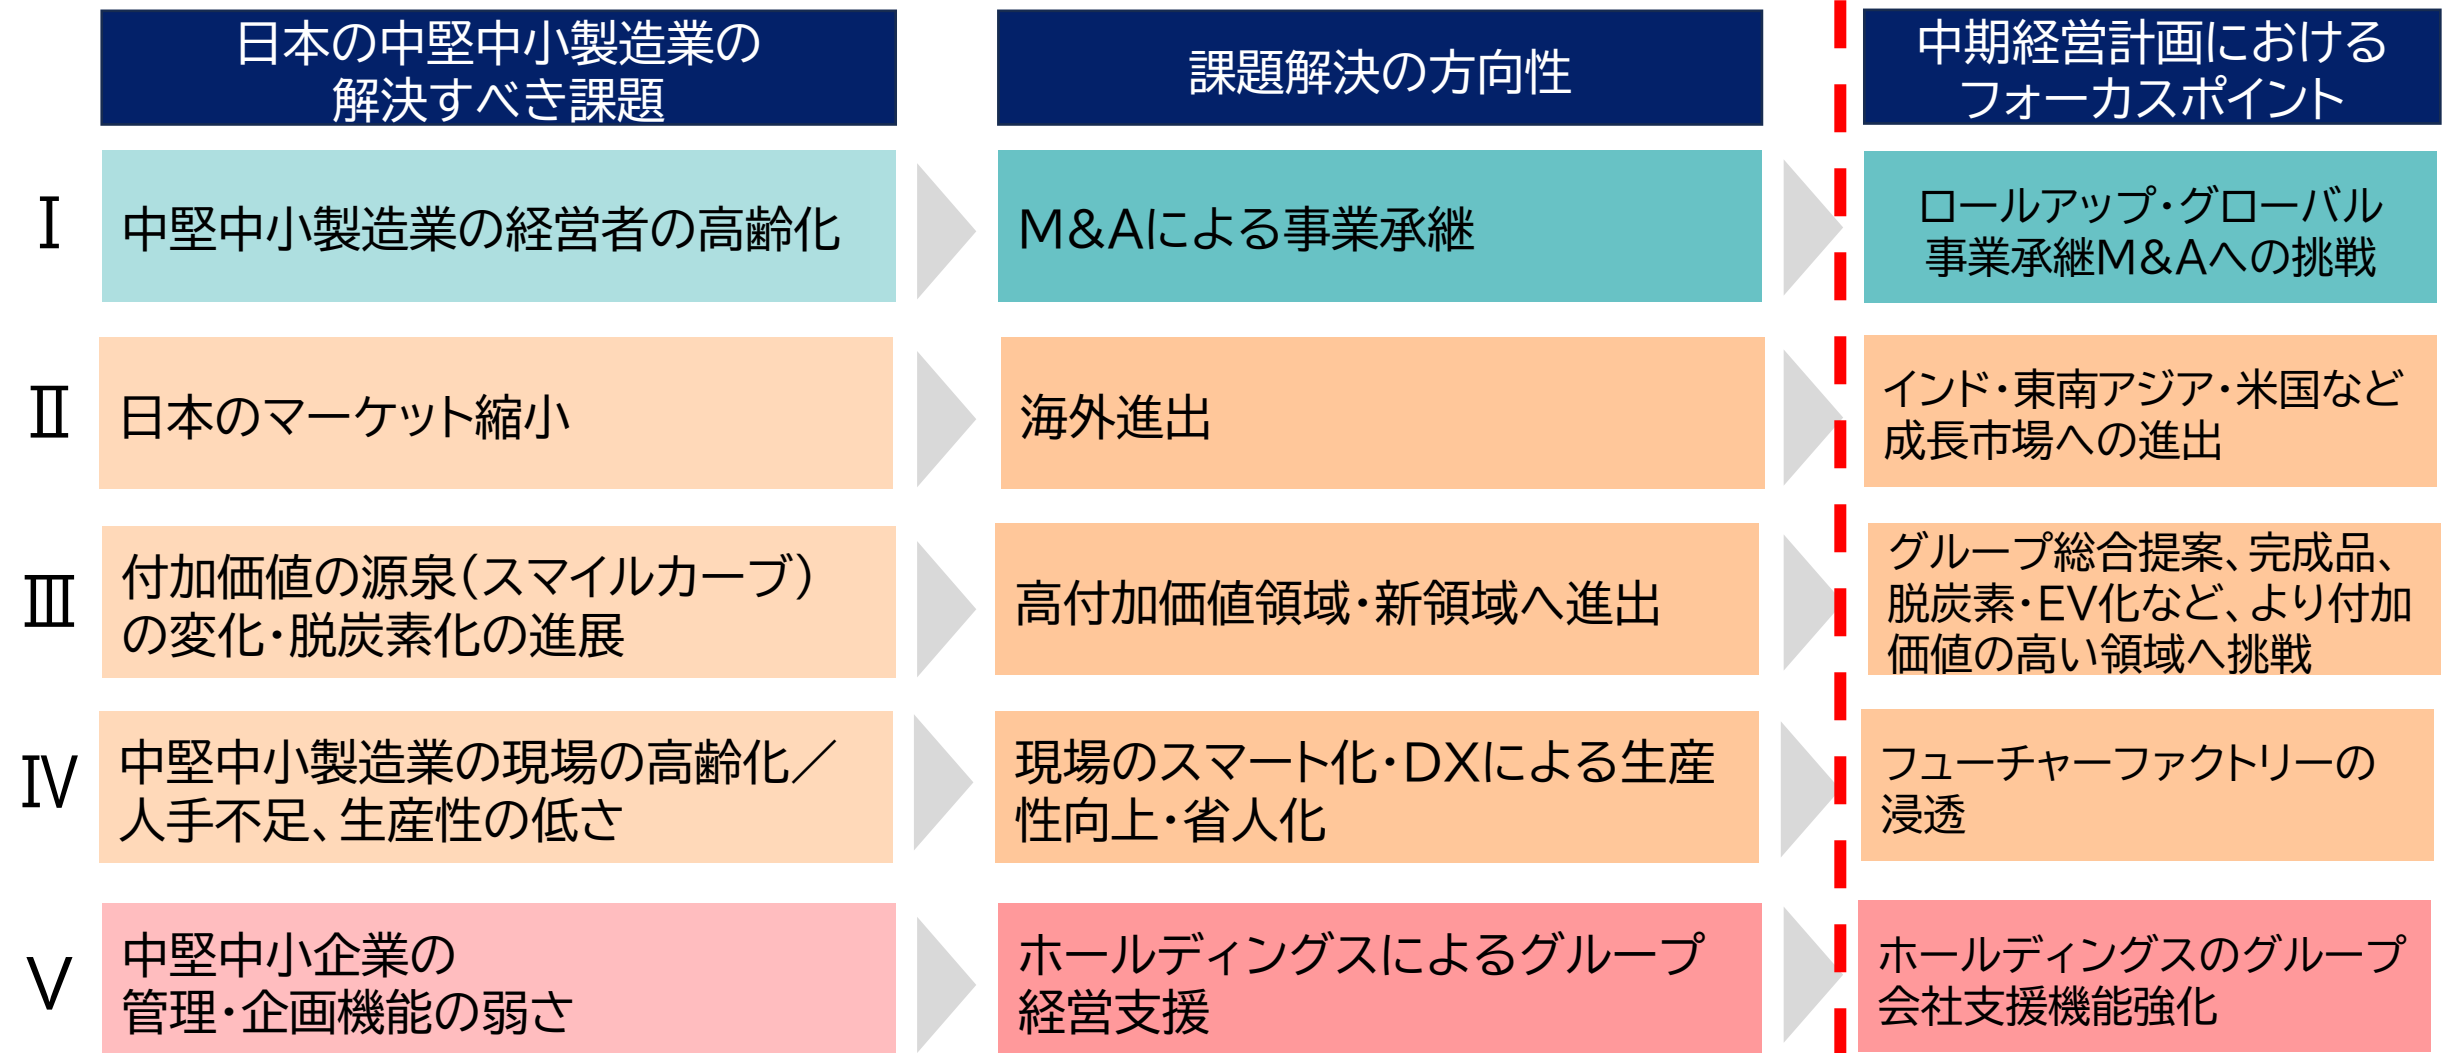 日本の中堅中小製造業の
解決すべき課題
課題解決の方向性
中期経営計画における
フォーカスポイント
Ⅰ
中堅中小製造業の経営者の高齢化
M&Aによる事業承継
ロールアップ・グローバル
事業承継M&Aへの挑戦
Ⅱ
日本のマーケット縮小
海外進出
インド・東南アジア・米国など
成長市場への進出
Ⅲ
付加価値の源泉(スマイルカーブ)
の変化・脱炭素化の進展
高付加価値領域・新領域へ進出
グループ総合提案、完成品、
脱炭素・EV化など、より付加
価値の高い領域へ挑戦
Ⅳ
中堅中小製造業の現場の高齢化/
人手不足、生産性の低さ
現場のスマート化・DXによる生産
性向上・省人化
フューチャーファクトリーの
浸透
Ⅴ
中堅中小企業の
管理・企画機能の弱さ
ホールディングスによるグループ
経営支援
ホールディングスのグループ
会社支援機能強化